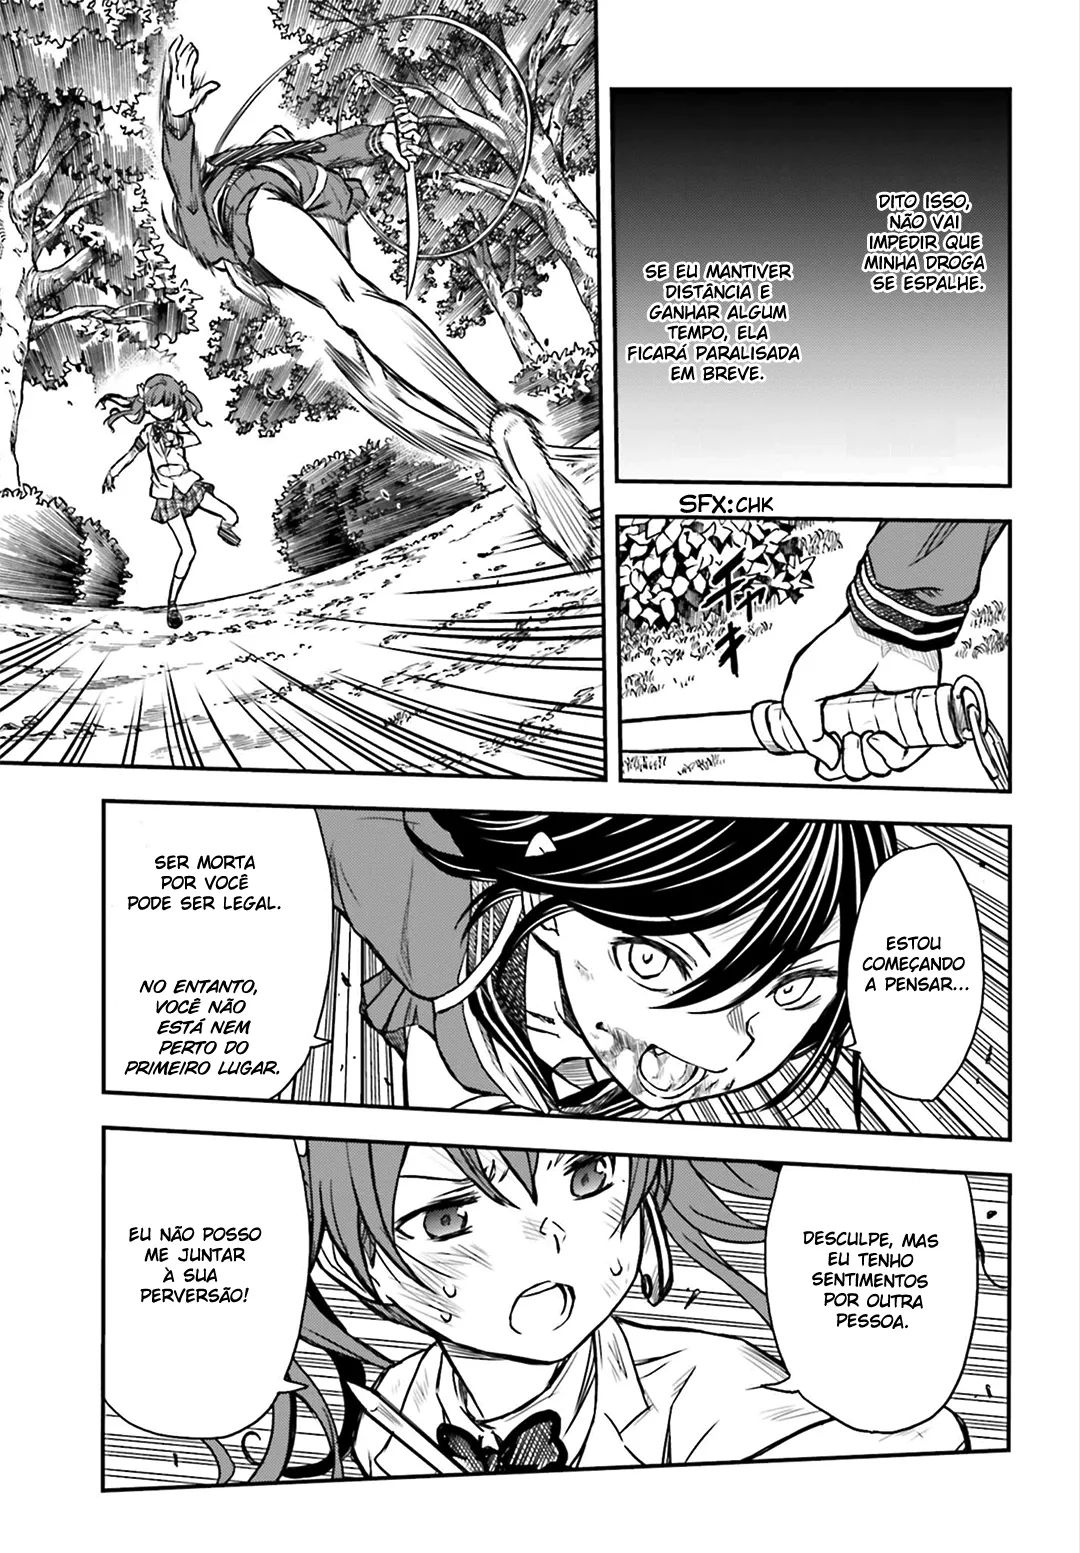 DITO ISSO,
NÃO VAI
IMPEDIR QUE
MINHA DROGA
SE ESPALHE.
SE EU MANTIVER
DISTÂNCIA E
GANHAR ALGUM
TEMPO, ELA
FICARÁ PARALISADA
EM BREVE.
SFX: CHK
チャキ
ESTOU
COMEÇANDO
A PENSAR...
SER MORTA
POR VOCÊ
PODE SER LEGAL.
NO ENTANTO,
VOCÊ NÃO
ESTÁ NEM
PERTO DO
PRIMEIRO LUGAR.
DESCULPE, MAS
EU TENHO
SENTIMENTOS
POR OUTRA
PESSOA.
EU NÃO POSSO
ME JUNTAR
À SUA
PERVERSÃO!